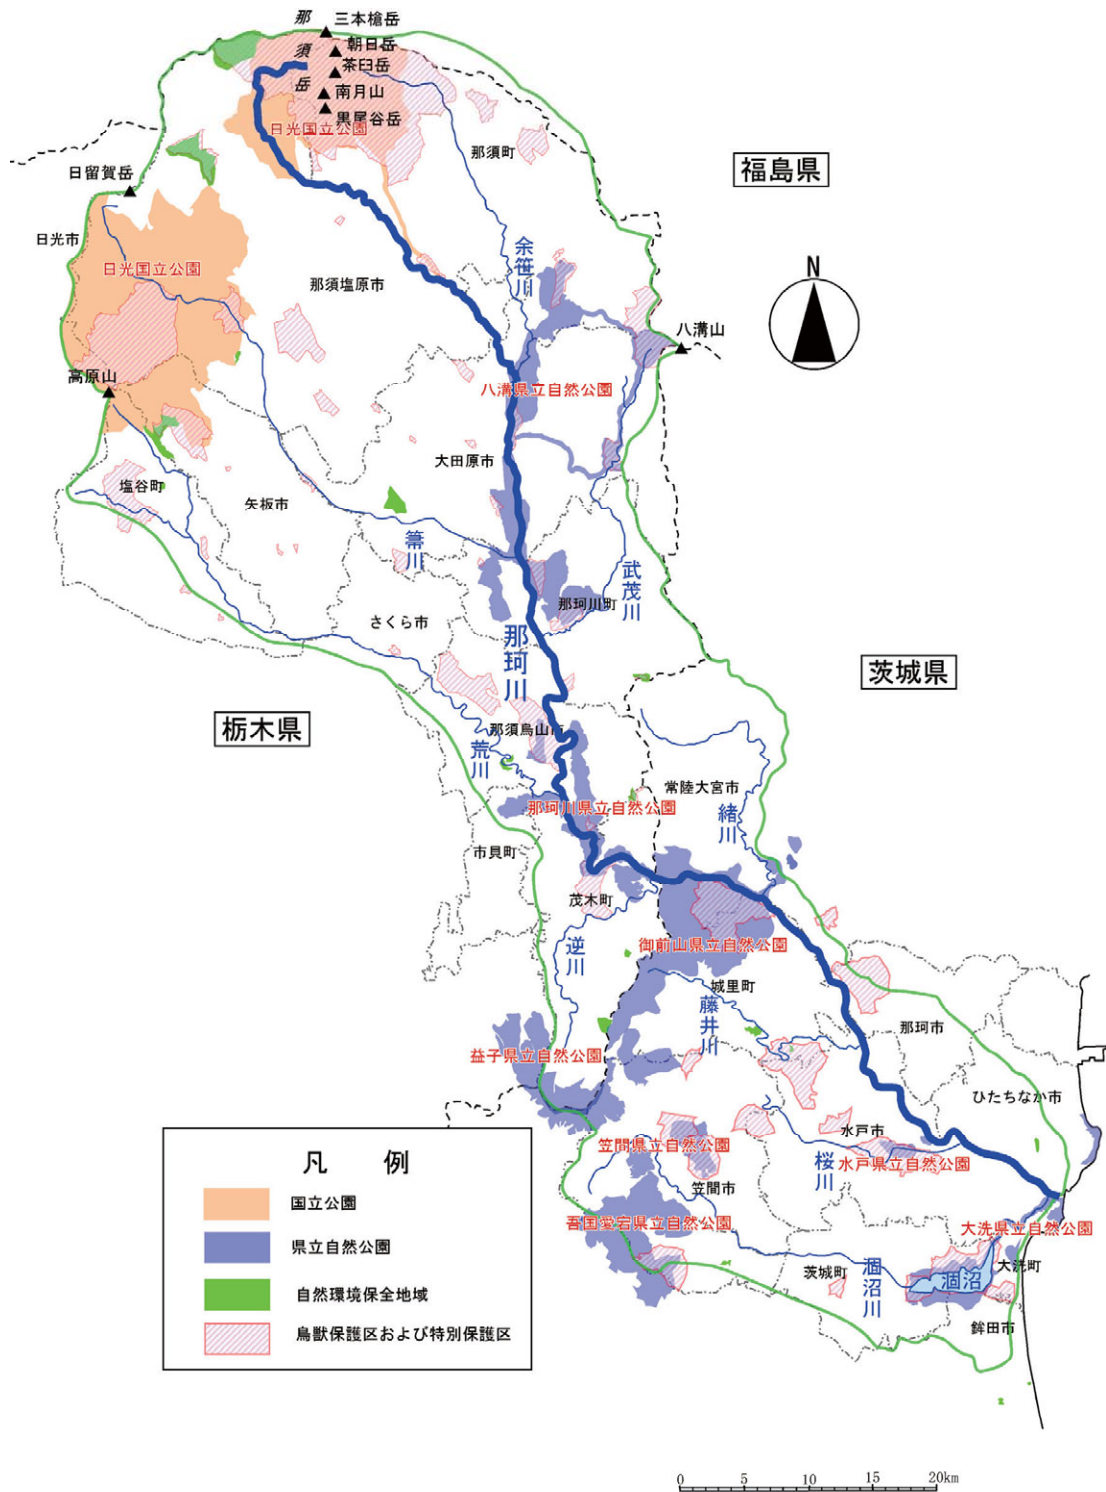 那
須
岳
三本槍岳
朝日岳
茶臼岳
南月山
黒尾谷岳
日光国立公園
那須町
福島県
日留賀岳
日光市
日光国立公園
那須塩原市
余笹川
N
八溝山
高原山
八溝県立自然公園
大田原市
塩谷町
矢板市
箒川
武茂川
那珂川町
さくら市
那珂川
茨城県
栃木県
那須烏山市
荒川
常陸大宮市
緒川
那珂川県立自然公園
市貝町
茂木町
逆川
御前山県立自然公園
城里町
藤井川
那珂市
益子県立自然公園
ひたちなか市
水戸市
桜川
水戸県立自然公園
笠間県立自然公園
笠間市
吾国愛宕県立自然公園
大洗県立自然公園
茨城町
涸沼川
涸沼
大洗町
鉾田市
凡 例
国立公園
県立自然公園
自然環境保全地域
鳥獣保護区および特別保護区
0 5 10 15 20km